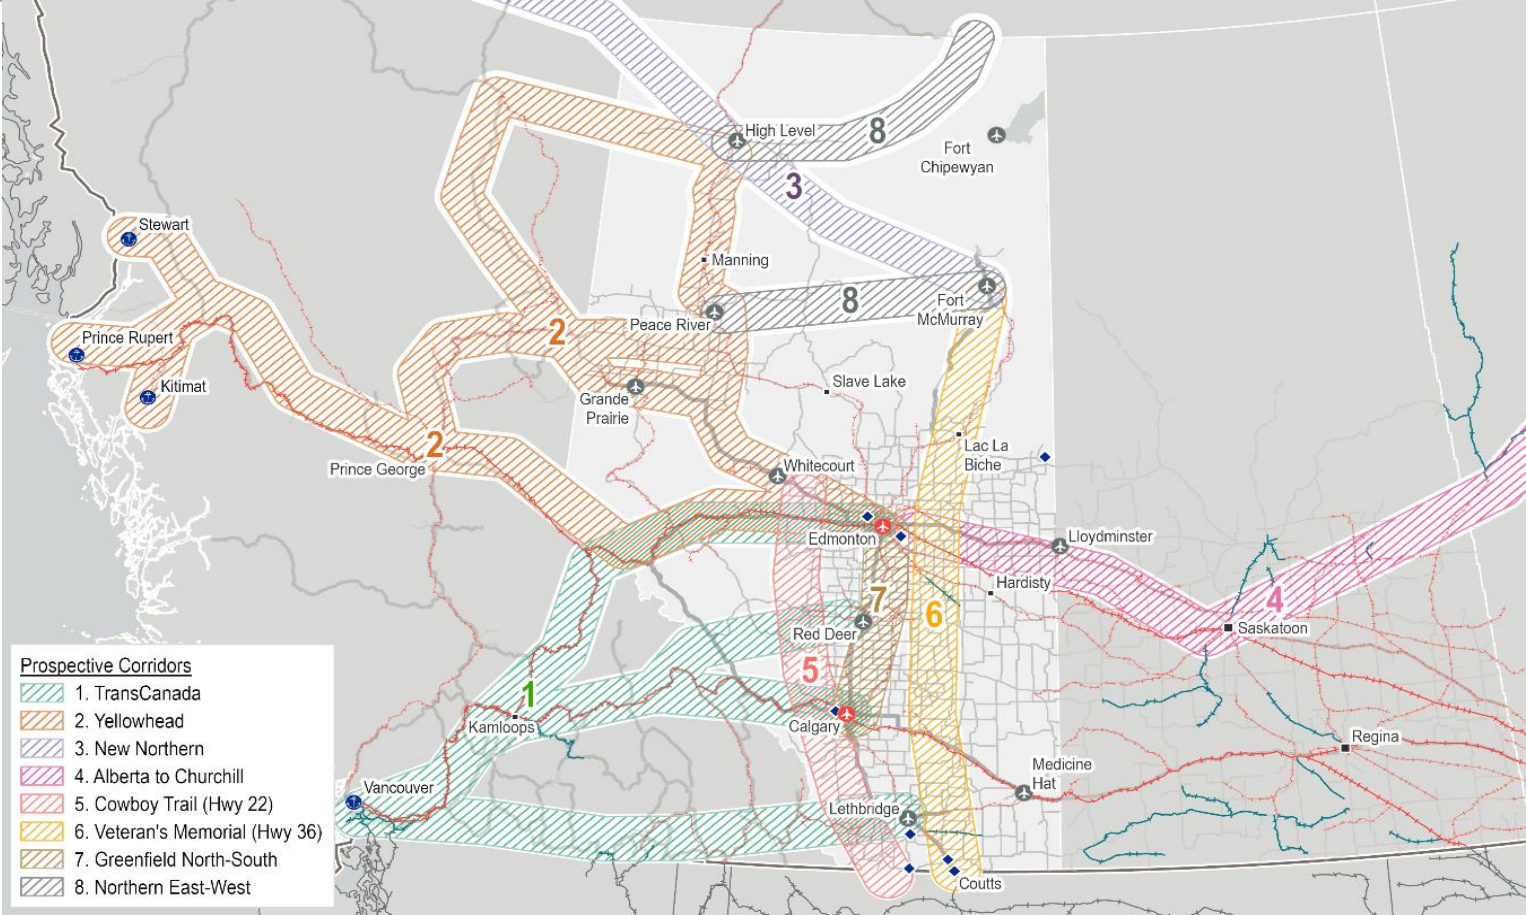 High Level
8
Fort
Chipewyan
3
Stewart
Manning
8
Fort
McMurray
Peace River
2
Prince Rupert
Kitimat
Slave Lake
Grande
Prairie
2
Prince George
Lac La
Biche
Whitecourt
Edmonton
Lloydminster
Hardisty
7
6
4
Red Deer
Saskatoon
5
1
Kamloops
Calgary
Regina
Medicine
Hat
Vancouver
Lethbridge
Coutts
Prospective Corridors
1. TransCanada
2. Yellowhead
3. New Northern
4. Alberta to Churchill
5. Cowboy Trail (Hwy 22)
6. Veteran's Memorial (Hwy 36)
7. Greenfield North-South
8. Northern East-West